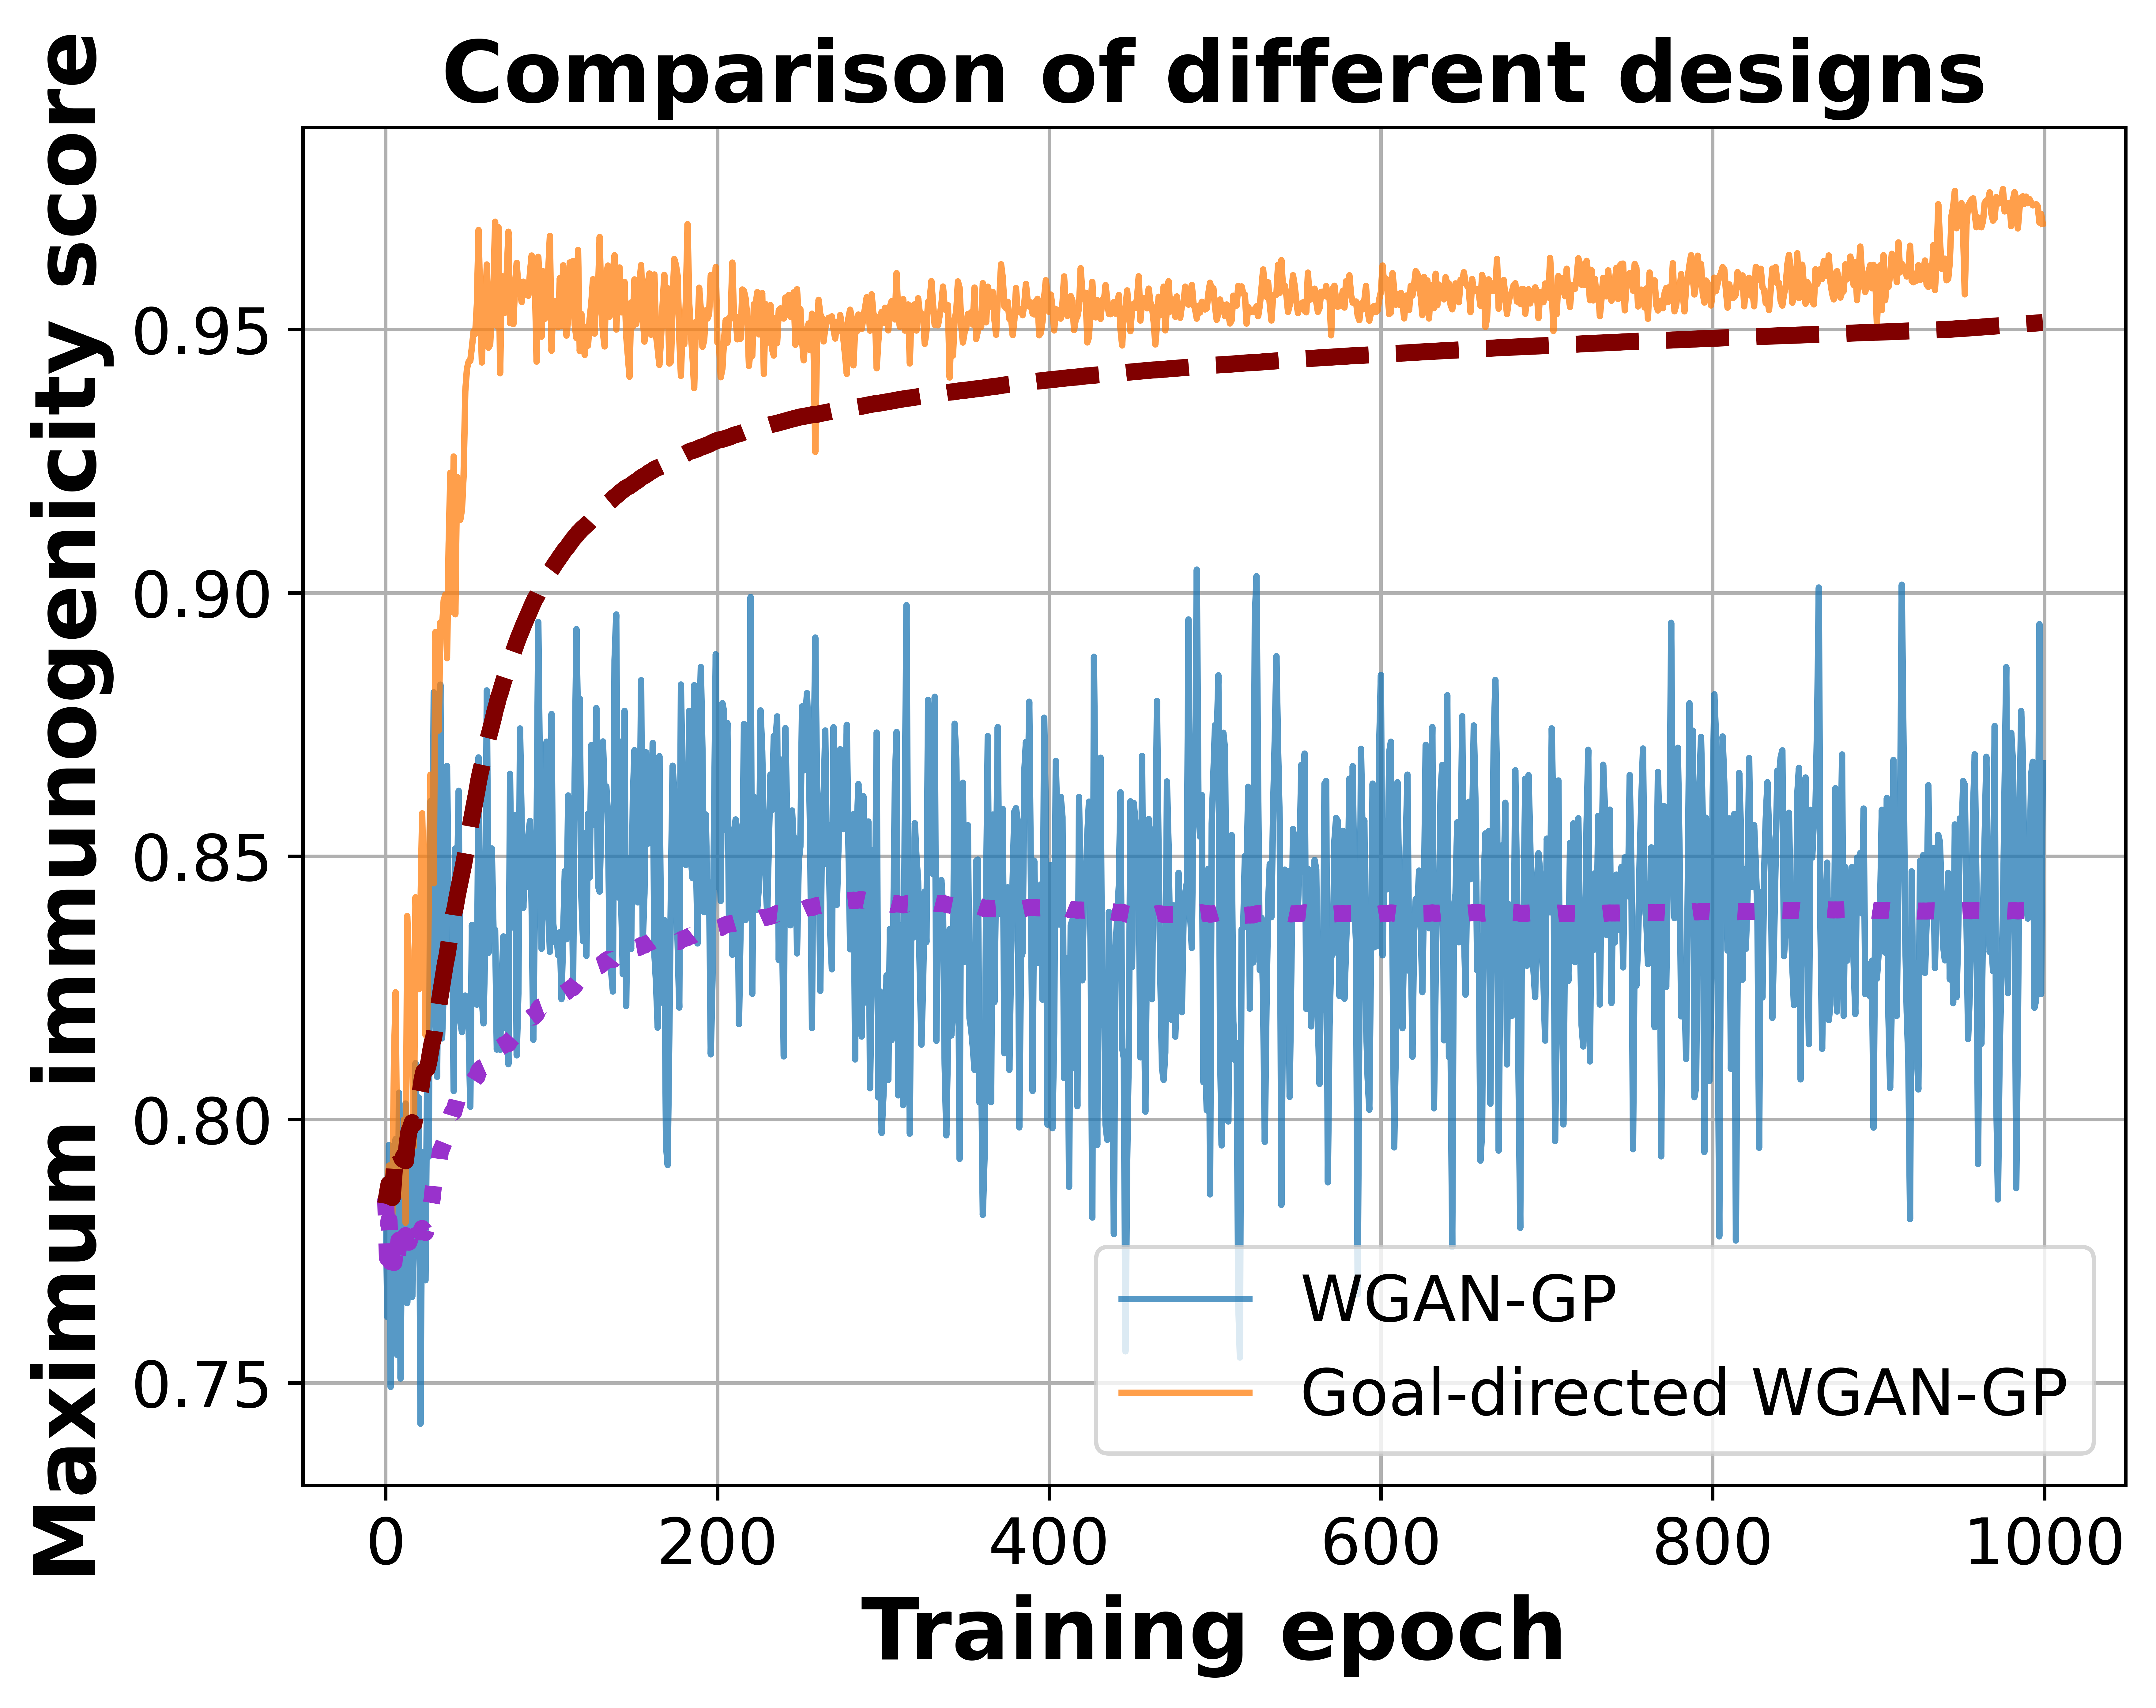 Comparison of different designs
Maximum immunogenicity score
0.95
0.90
0.85
0.80
0.75
WGAN-GP
Goal-directed WGAN-GP
0 200 400 600 800 1000
Training epoch